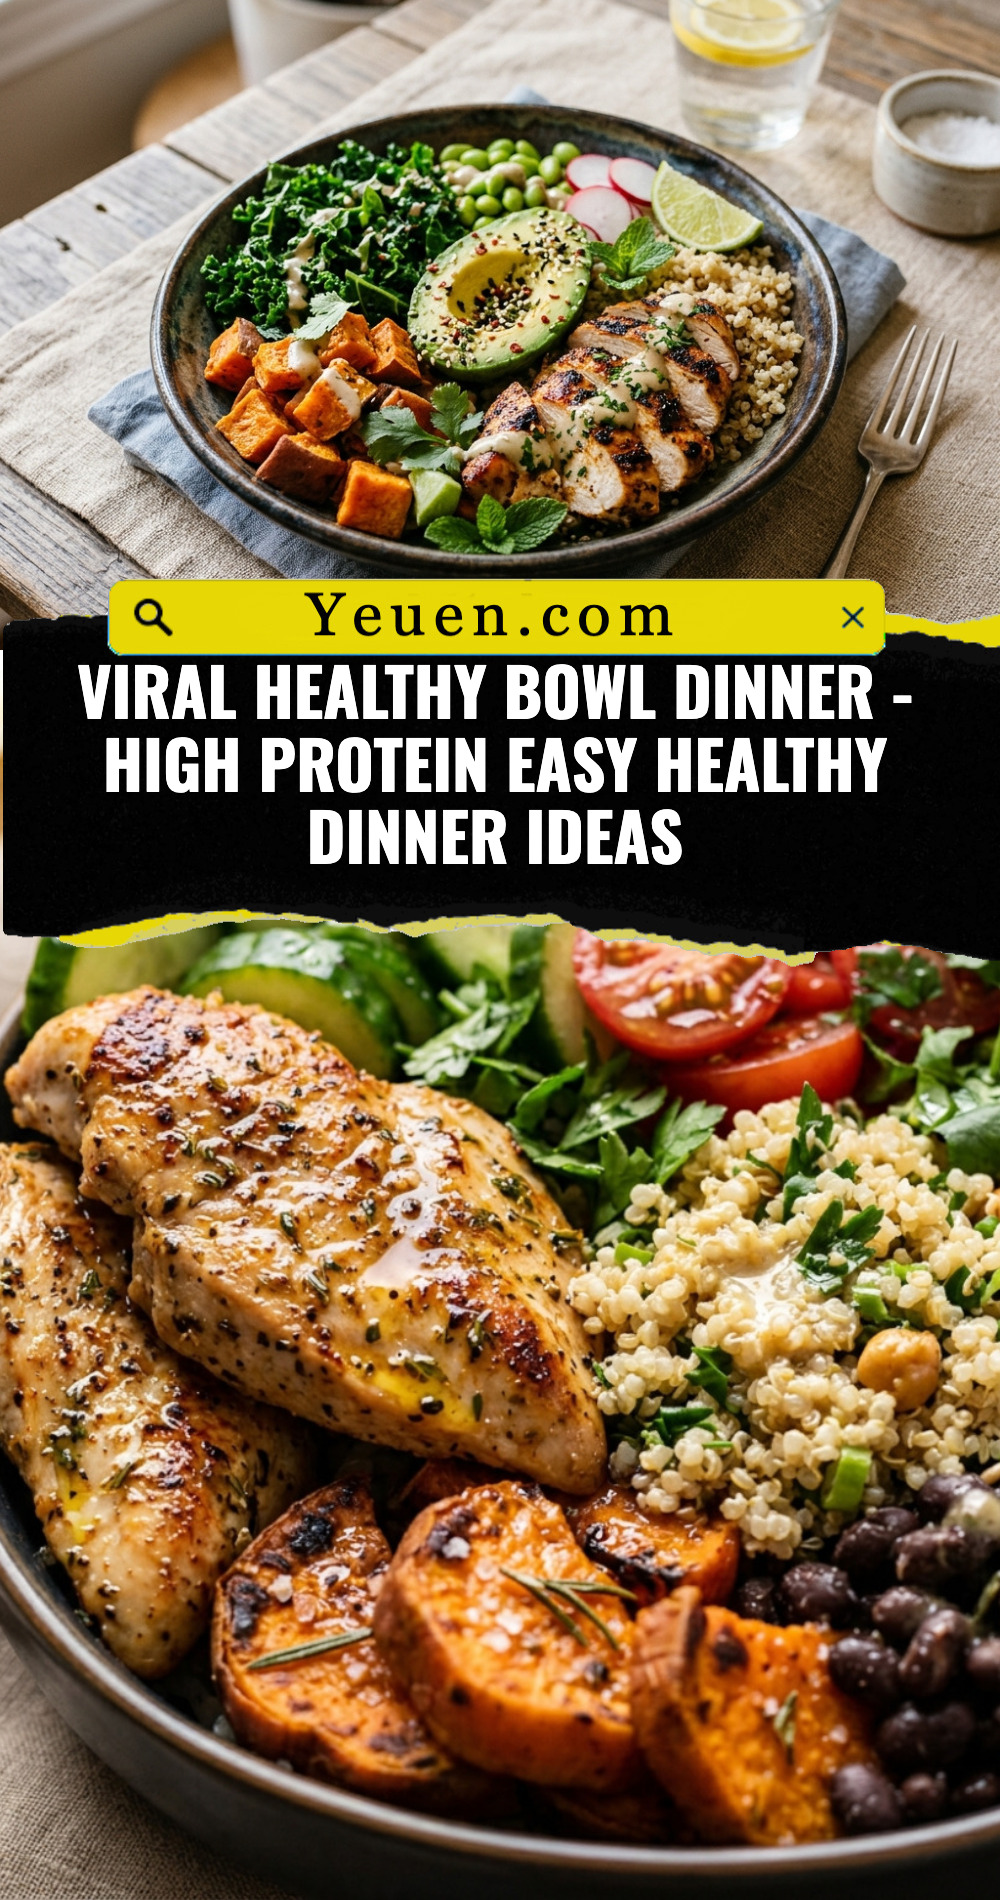 Yeuen.com
VIRAL HEALTHY BOWL DINNER -
HIGH PROTEIN EASY HEALTHY
DINNER IDEAS